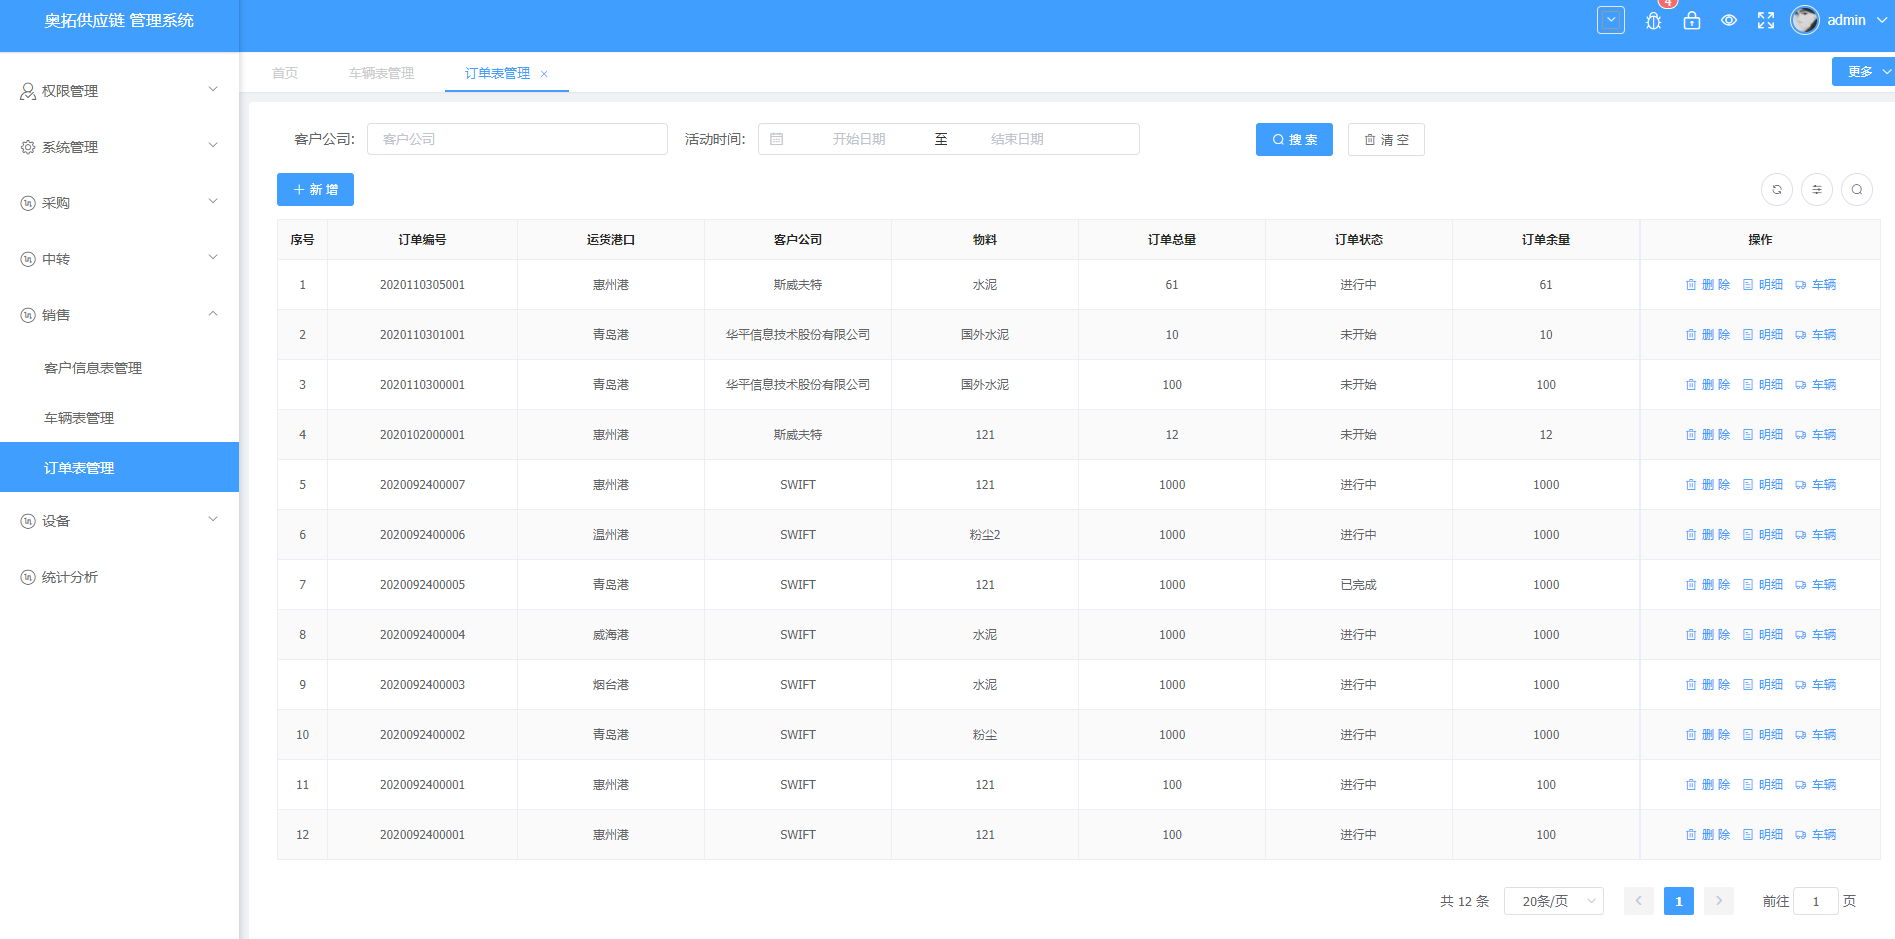 奥拓供应链 管理系统
4
admin
权限管理
系统管理
采购
中转
销售
客户信息表管理
车辆表管理
订单表管理
设备
统计分析
首页 车辆表管理 订单表管理
更多
客户公司: 客户公司 活动时间: 开始日期 至 结束日期 搜 索 清 空
新 增
序号 订单编号 运货港口 客户公司 物料 订单总量 订单状态 订单余量 操作
1 2020110305001 惠州港 斯威夫特 水泥 61 进行中 61 删 除 明细 车辆
2 2020110301001 青岛港 华平信息技术股份有限公司 国外水泥 10 未开始 10 删 除 明细 车辆
3 2020110300001 青岛港 华平信息技术股份有限公司 国外水泥 100 未开始 100 删 除 明细 车辆
4 2020102000001 惠州港 斯威夫特 121 12 未开始 12 删 除 明细 车辆
5 2020092400007 惠州港 SWIFT 121 1000 进行中 1000 删 除 明细 车辆
6 2020092400006 温州港 SWIFT 粉尘2 1000 进行中 1000 删 除 明细 车辆
7 2020092400005 青岛港 SWIFT 121 1000 已完成 1000 删 除 明细 车辆
8 2020092400004 威海港 SWIFT 水泥 1000 进行中 1000 删 除 明细 车辆
9 2020092400003 烟台港 SWIFT 水泥 1000 进行中 1000 删 除 明细 车辆
10 2020092400002 青岛港 SWIFT 粉尘 1000 进行中 1000 删 除 明细 车辆
11 2020092400001 惠州港 SWIFT 121 100 进行中 100 删 除 明细 车辆
12 2020092400001 惠州港 SWIFT 121 100 进行中 100 删 除 明细 车辆
共 12 条 20条/页 1 前往 1 页